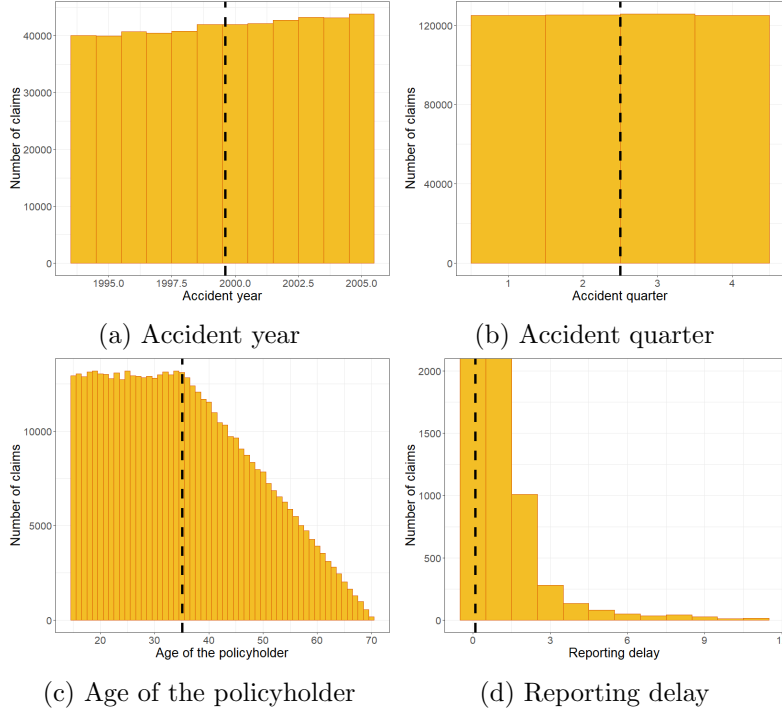 Number of claims
40000
30000
20000
10000
0
1995.0 1997.5 2000.0 2002.5 2005.0
Accident year
(a) Accident year
Number of claims
120000
80000
40000
0
1 2 3 4
Accident quarter
(b) Accident quarter
Number of claims
10000
5000
0
20 30 40 50 60 70
Age of the policyholder
(c) Age of the policyholder
Number of claims
2000
1500
1000
500
0
0 3 6 9
Reporting delay
(d) Reporting delay